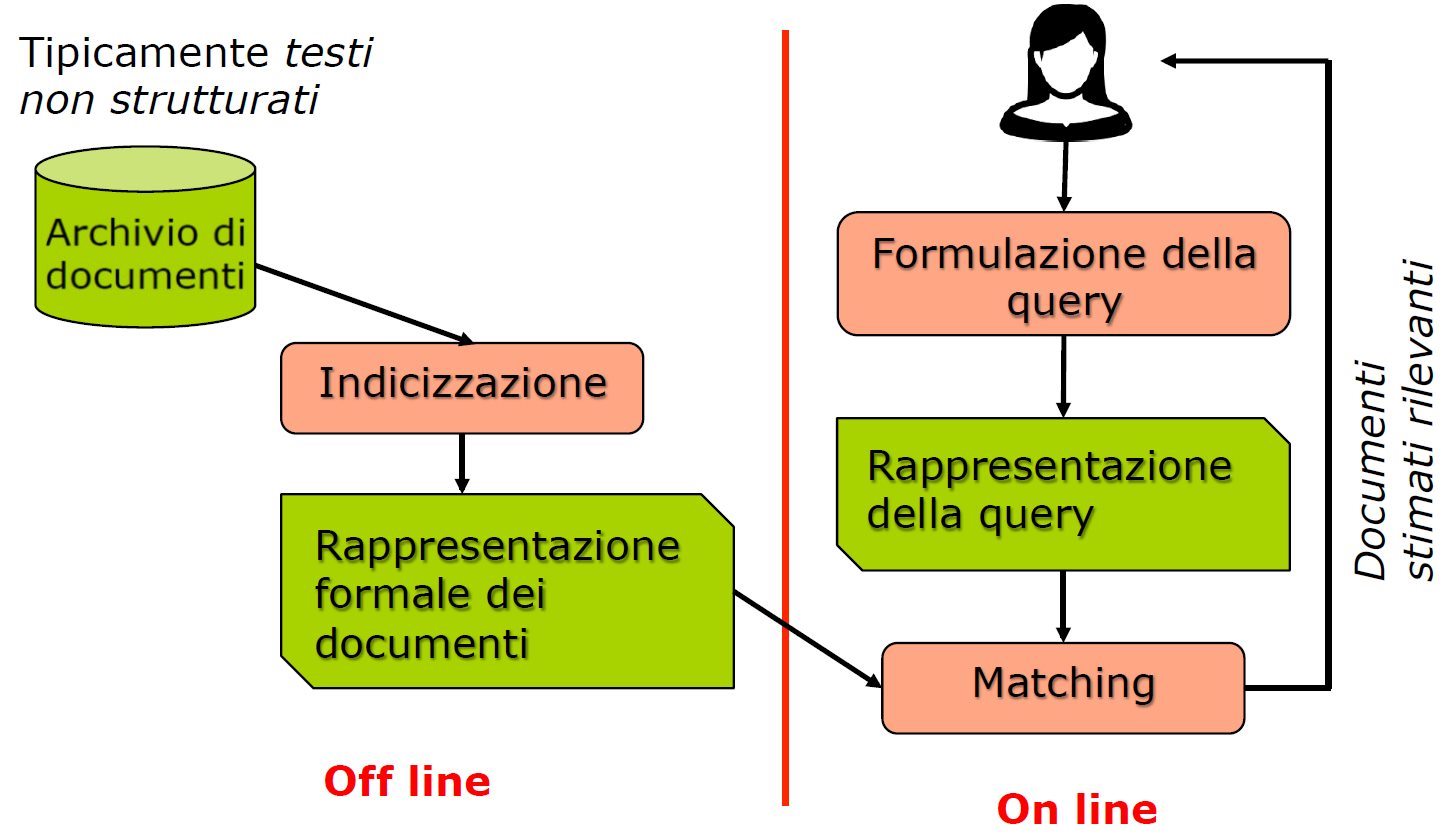 Tipicamente testi
non strutturati
Archivio di
documenti
Indicizzazione
Rappresentazione
formale dei
documenti
Off line
Formulazione della
query
Rappresentazione
della query
Matching
Documenti
stimati rilevanti
On line